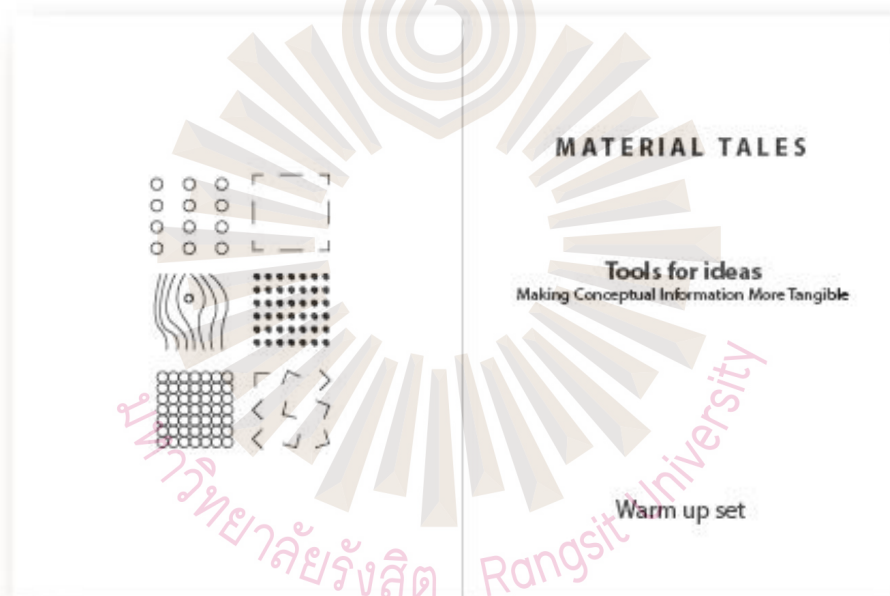 MATERIAL TALES
Tools for ideas
Making Conceptual Information More Tangible
Warm up set
มหาวิทยาลัยรังสิต Rangsit University